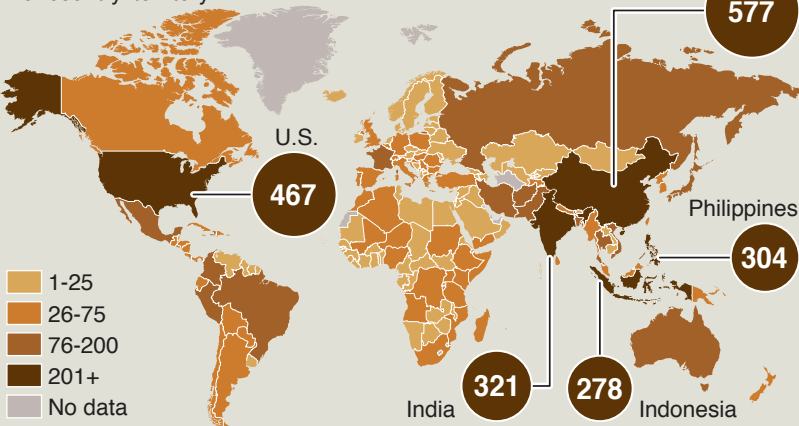 577
U.S.
467
Philippines
304
1-25
26-75
76-200
201+
No data
321
India
278
Indonesia